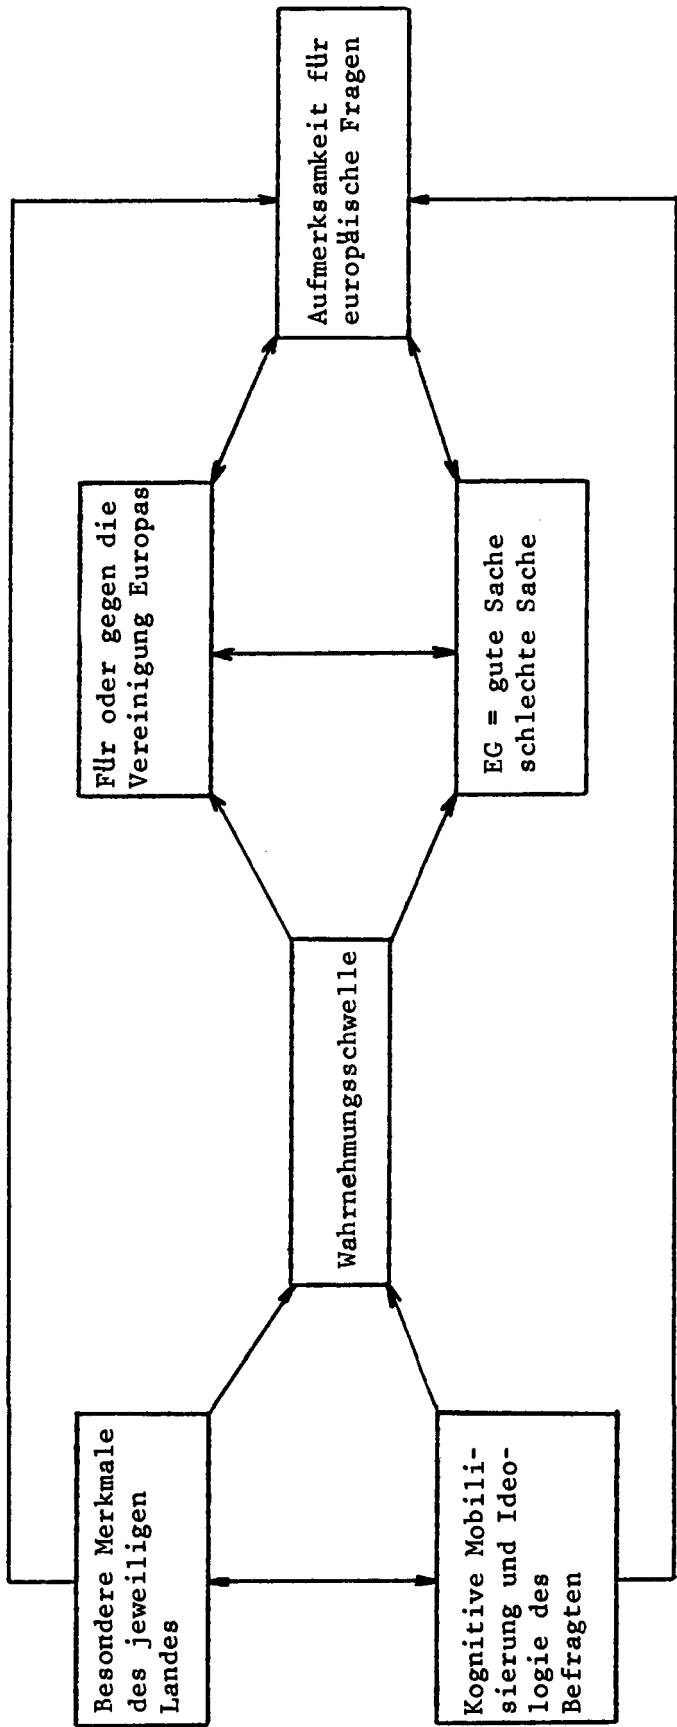 Besondere Merkmale
des jeweiligen
Landes
Kognitive Mobili-
sierung und Ideo-
logie des
Befragten
Wahrnehmungsschwelle
Für oder gegen die
Vereinigung Europas
EG = gute Sache
schlechte Sache
Aufmerksamkeit für
europäische Fragen